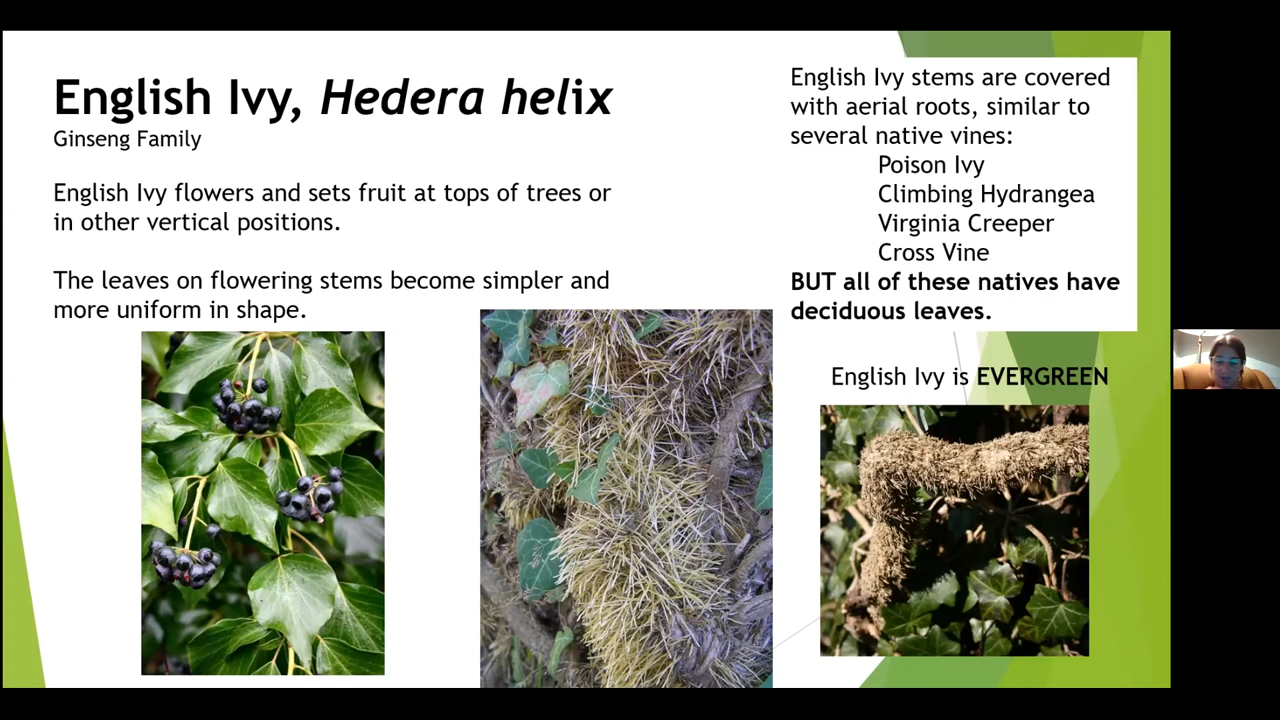 English Ivy, Hedera helix
Ginseng Family
English Ivy flowers and sets fruit at tops of trees or
in other vertical positions.
The leaves on flowering stems become simpler and
more uniform in shape.
English Ivy stems are covered
with aerial roots, similar to
several native vines:
Poison Ivy
Climbing Hydrangea
Virginia Creeper
Cross Vine
BUT all of these natives have
deciduous leaves.
English Ivy is EVERGREEN